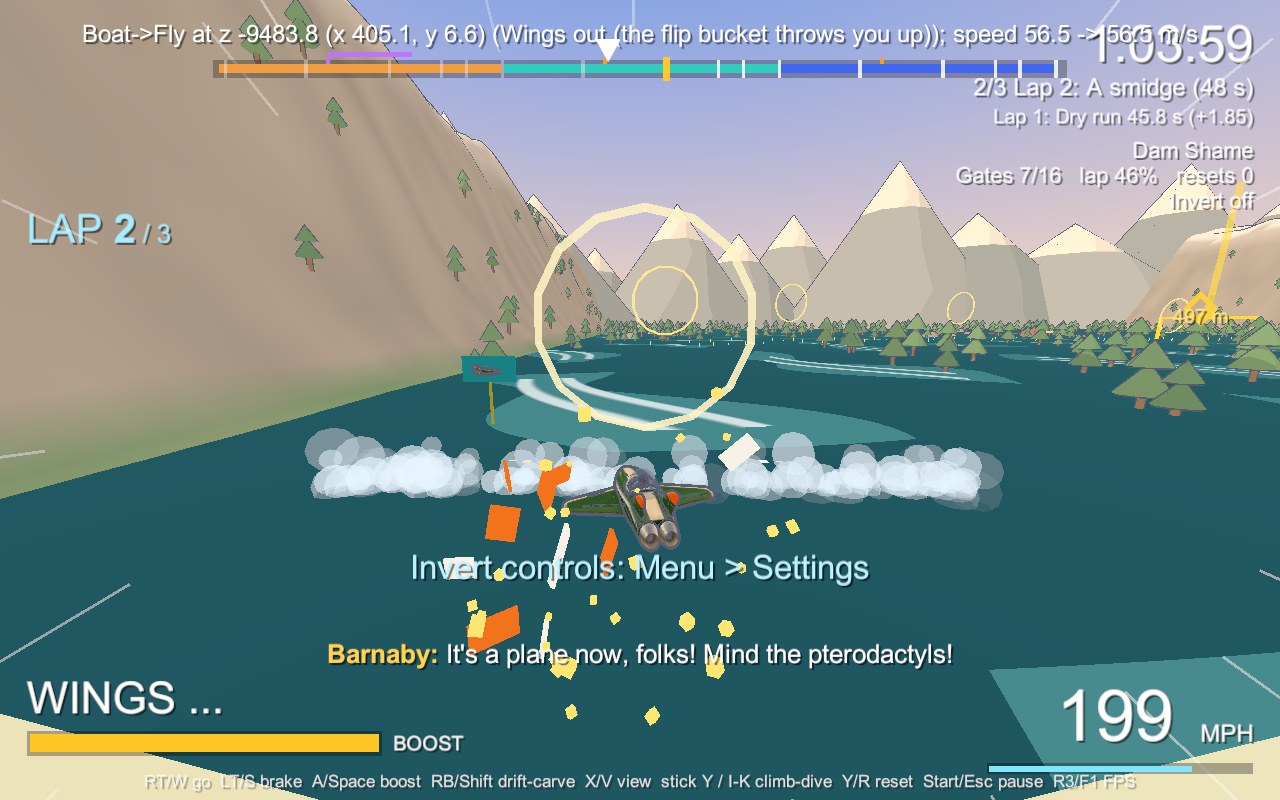 Boat->Fly at z -9483.8 (x 405.1, y 6.6) (Wings out (the flip bucket throws you up)); speed 56.5 -> 56.5 m/s
1:03.59
2/3 Lap 2: A smidge (48 s)
Lap 1: Dry run 45.8 s (+1.85)
Dam Shame
Gates 7/16 lap 46% resets 0
Invert off
LAP 2 / 3
497 m
Invert controls: Menu > Settings
Barnaby: It's a plane now, folks! Mind the pterodactyls!
WINGS ...
BOOST
199 MPH
RT/W go LT/S brake A/Space boost RB/Shift drift-carve X/V view stick Y / I-K climb-dive Y/R reset Start/Esc pause R3/F1 FPS